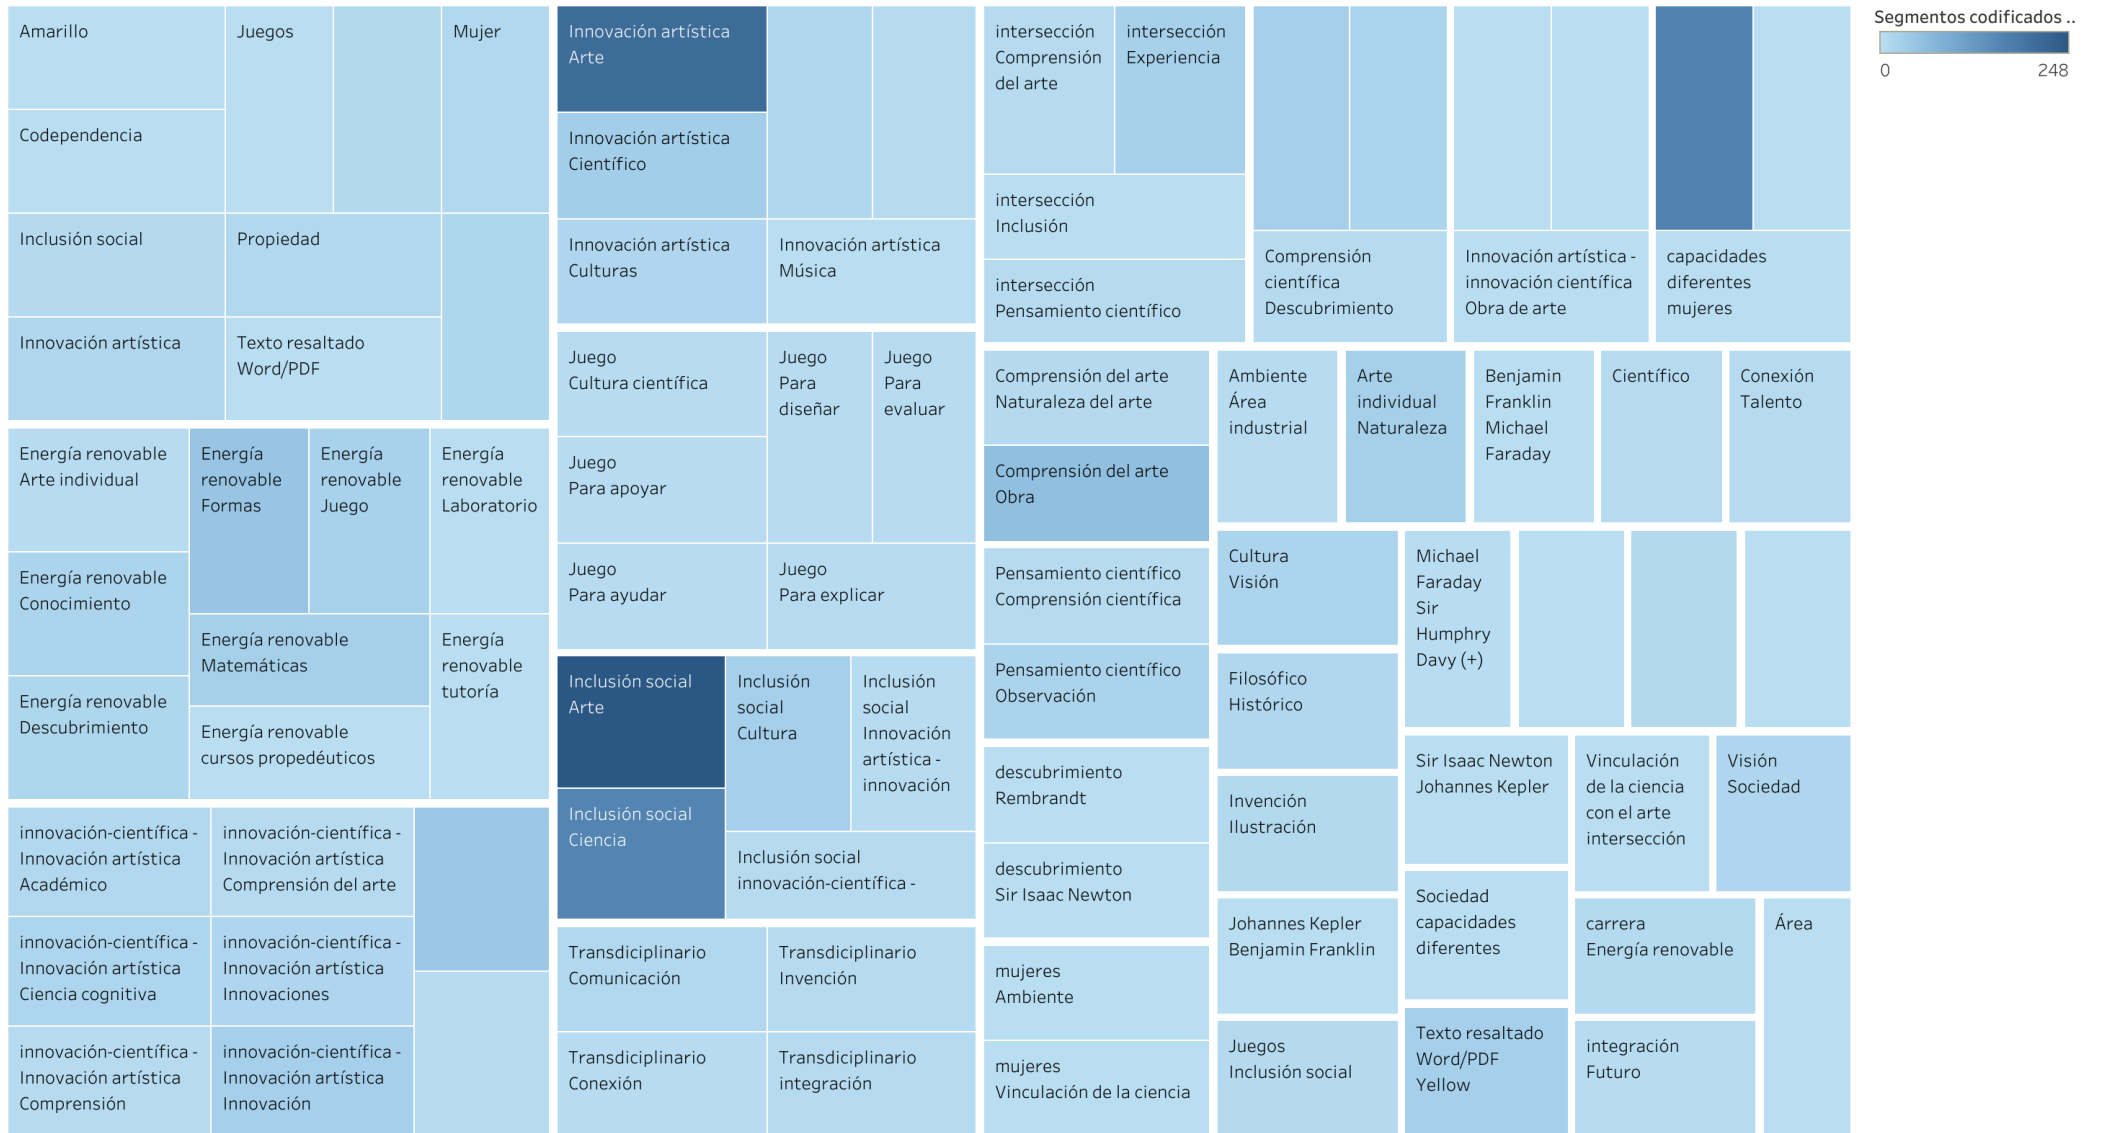 Amarillo
Juegos
Mujer
Codependencia
Inclusión social
Propiedad
Innovación artística
Texto resaltado
Word/PDF
Energía renovable
Arte individual
Energía
renovable
Formas
Energía
renovable
Juego
Energía
renovable
Laboratorio
Energía renovable
Conocimiento
Energía renovable
Matemáticas
Energía
renovable
tutoría
Energía renovable
Descubrimiento
Energía renovable
cursos propedéuticos
innovación-científica -
Innovación artística
Académico
innovación-científica -
Innovación artística
Comprensión del arte
innovación-científica -
Innovación artística
Ciencia cognitiva
innovación-científica -
Innovación artística
Innovaciones
innovación-científica -
Innovación artística
Comprensión
innovación-científica -
Innovación artística
Innovación
Innovación artística
Arte
Innovación artística
Científico
Innovación artística
Culturas
Innovación artística
Música
Juego
Cultura científica
Juego
Para
diseñar
Juego
Para
evaluar
Juego
Para apoyar
Juego
Para ayudar
Juego
Para explicar
Inclusión social
Arte
Inclusión
social
Cultura
Inclusión
social
Innovación
artística -
innovación
Inclusión social
Ciencia
Inclusión social
innovación-científica -
Transdiciplinario
Comunicación
Transdiciplinario
Invención
Transdiciplinario
Conexión
Transdiciplinario
integración
intersección
Comprensión
del arte
intersección
Experiencia
intersección
Inclusión
intersección
Pensamiento científico
Comprensión
científica
Descubrimiento
Innovación artística -
innovación científica
Obra de arte
capacidades
diferentes
mujeres
Comprensión del arte
Naturaleza del arte
Comprensión del arte
Obra
Pensamiento científico
Comprensión científica
Pensamiento científico
Observación
descubrimiento
Rembrandt
descubrimiento
Sir Isaac Newton
mujeres
Ambiente
mujeres
Vinculación de la ciencia
Ambiente
Área
industrial
Arte
individual
Naturaleza
Benjamin
Franklin
Michael
Faraday
Científico
Conexión
Talento
Cultura
Visión
Michael
Faraday
Sir
Humphry
Davy (+)
Filosófico
Histórico
Invención
Ilustración
Sir Isaac Newton
Johannes Kepler
Vinculación
de la ciencia
con el arte
intersección
Visión
Sociedad
Johannes Kepler
Benjamin Franklin
Sociedad
capacidades
diferentes
carrera
Energía renovable
Área
Juegos
Inclusión social
Texto resaltado
Word/PDF
Yellow
integración
Futuro
Segmentos codificados ..
0
248